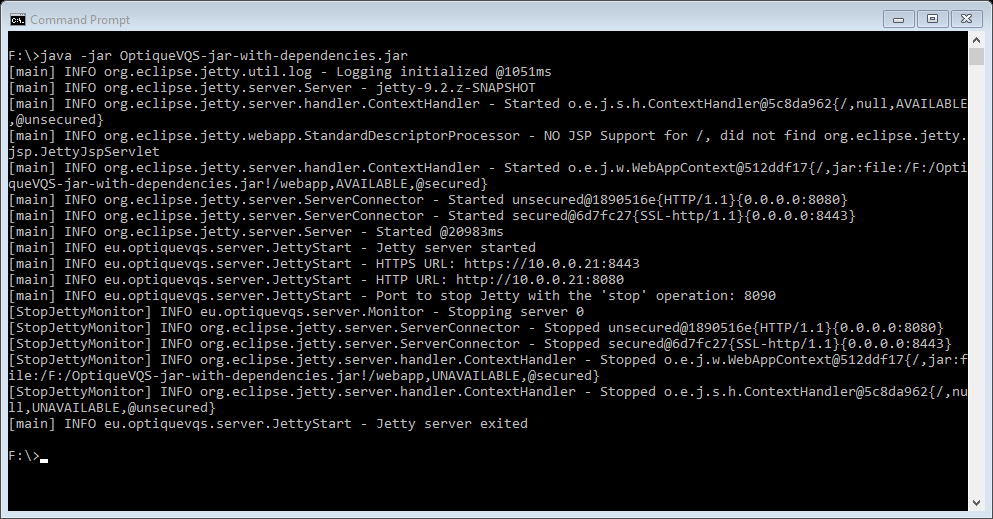 Command Prompt
F:\>java -jar OptiqueVQS-jar-with-dependencies.jar
[main] INFO org.eclipse.jetty.util.log - Logging initialized @1051ms
[main] INFO org.eclipse.jetty.server.Server - jetty-9.2.z-SNAPSHOT
[main] INFO org.eclipse.jetty.server.handler.ContextHandler - Started o.e.j.s.h.ContextHandler@5c8da962{/,null,AVAILABLE
,@unsecured}
[main] INFO org.eclipse.jetty.webapp.StandardDescriptorProcessor - NO JSP Support for /, did not find org.eclipse.jetty.
jsp.JettyJspServlet
[main] INFO org.eclipse.jetty.server.handler.ContextHandler - Started o.e.j.w.WebAppContext@512ddf17{/,jar:file:/F:/Opti
queVQS-jar-with-dependencies.jar!/webapp,AVAILABLE,@secured}
[main] INFO org.eclipse.jetty.server.ServerConnector - Started unsecured@1890516e{HTTP/1.1}{0.0.0.0:8080}
[main] INFO org.eclipse.jetty.server.ServerConnector - Started secured@6d7fc27{SSL-http/1.1}{0.0.0.0:8443}
[main] INFO org.eclipse.jetty.server.Server - Started @20983ms
[main] INFO eu.optiquevqs.server.JettyStart - Jetty server started
[main] INFO eu.optiquevqs.server.JettyStart - HTTPS URL: https://10.0.0.21:8443
[main] INFO eu.optiquevqs.server.JettyStart - HTTP URL: http://10.0.0.21:8080
[main] INFO eu.optiquevqs.server.JettyStart - Port to stop Jetty with the 'stop' operation: 8090
[StopJettyMonitor] INFO eu.optiquevqs.server.Monitor - Stopping server 0
[StopJettyMonitor] INFO org.eclipse.jetty.server.ServerConnector - Stopped unsecured@1890516e{HTTP/1.1}{0.0.0.0:8080}
[StopJettyMonitor] INFO org.eclipse.jetty.server.ServerConnector - Stopped secured@6d7fc27{SSL-http/1.1}{0.0.0.0:8443}
[StopJettyMonitor] INFO org.eclipse.jetty.server.handler.ContextHandler - Stopped o.e.j.w.WebAppContext@512ddf17{/,jar:f
ile:/F:/OptiqueVQS-jar-with-dependencies.jar!/webapp,UNAVAILABLE,@secured}
[StopJettyMonitor] INFO org.eclipse.jetty.server.handler.ContextHandler - Stopped o.e.j.s.h.ContextHandler@5c8da962{/,nu
ll,UNAVAILABLE,@unsecured}
[main] INFO eu.optiquevqs.server.JettyStart - Jetty server exited
F:\>